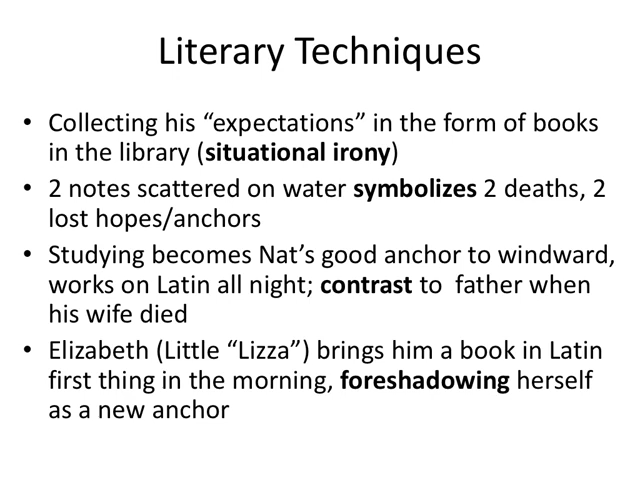 Literary Techniques
• Collecting his “expectations” in the form of books
in the library (situational irony)
• 2 notes scattered on water symbolizes 2 deaths, 2
lost hopes/anchors
• Studying becomes Nat’s good anchor to windward,
works on Latin all night; contrast to  father when
his wife died
• Elizabeth (Little “Lizza”) brings him a book in Latin
first thing in the morning, foreshadowing herself
as a new anchor